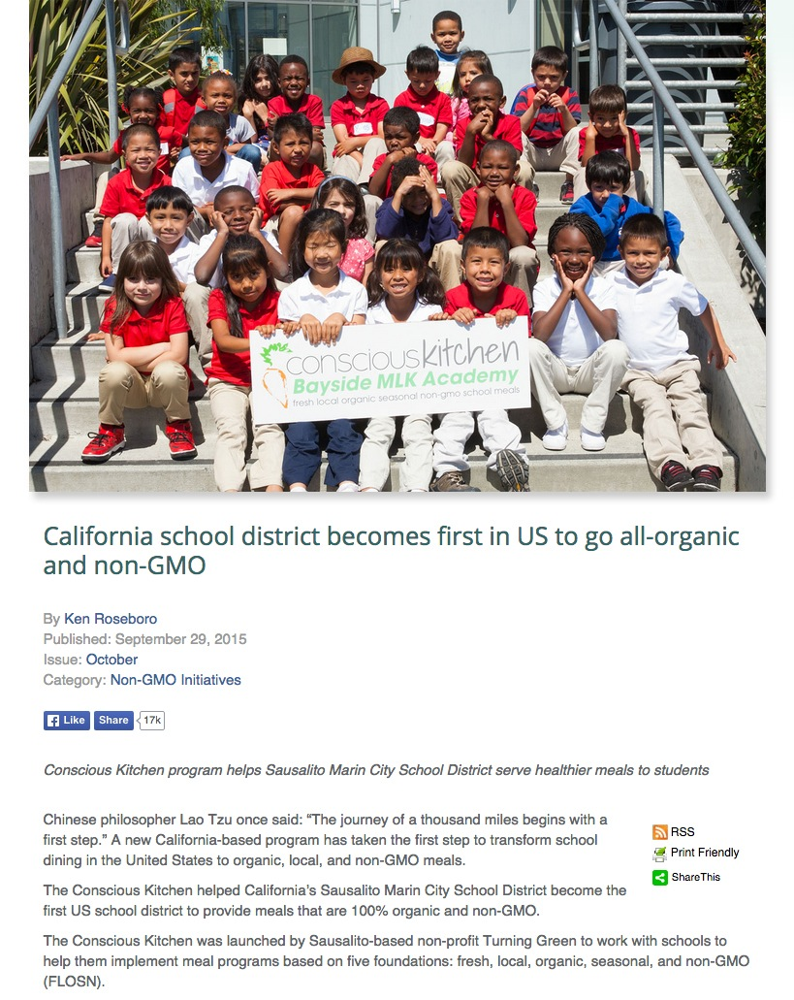 consciouskitchen
Bayside MLK Academy
fresh local organic seasonal non-gmo school meals
California school district becomes first in US to go all-organic
and non-GMO
By Ken Roseboro
Published: September 29, 2015
Issue: October
Category: Non-GMO Initiatives
Like Share 17k
Conscious Kitchen program helps Sausalito Marin City School District serve healthier meals to students
Chinese philosopher Lao Tzu once said: “The journey of a thousand miles begins with a
first step.” A new California-based program has taken the first step to transform school
dining in the United States to organic, local, and non-GMO meals.
RSS
Print Friendly
ShareThis
The Conscious Kitchen helped California’s Sausalito Marin City School District become the
first US school district to provide meals that are 100% organic and non-GMO.
The Conscious Kitchen was launched by Sausalito-based non-profit Turning Green to work with schools to
help them implement meal programs based on five foundations: fresh, local, organic, seasonal, and non-GMO
(FLOSN).